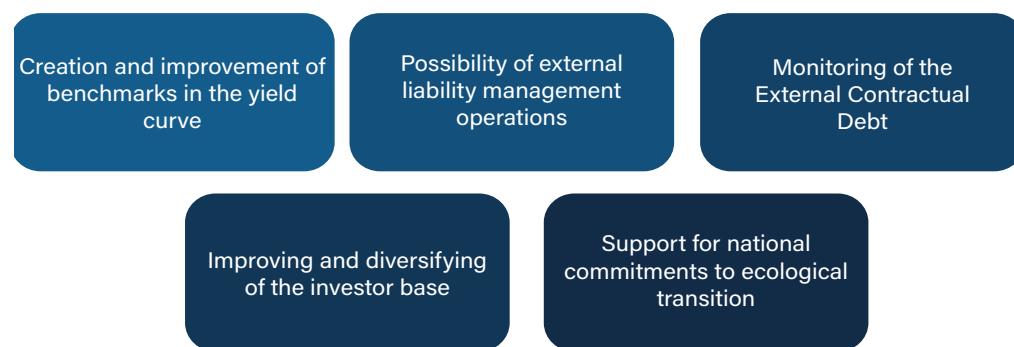 Creation and improvement of
benchmarks in the yield
curve
Possibility of external
liability management
operations
Monitoring of the
External Contractual
Debt
Improving and diversifying
of the investor base
Support for national
commitments to ecological
transition